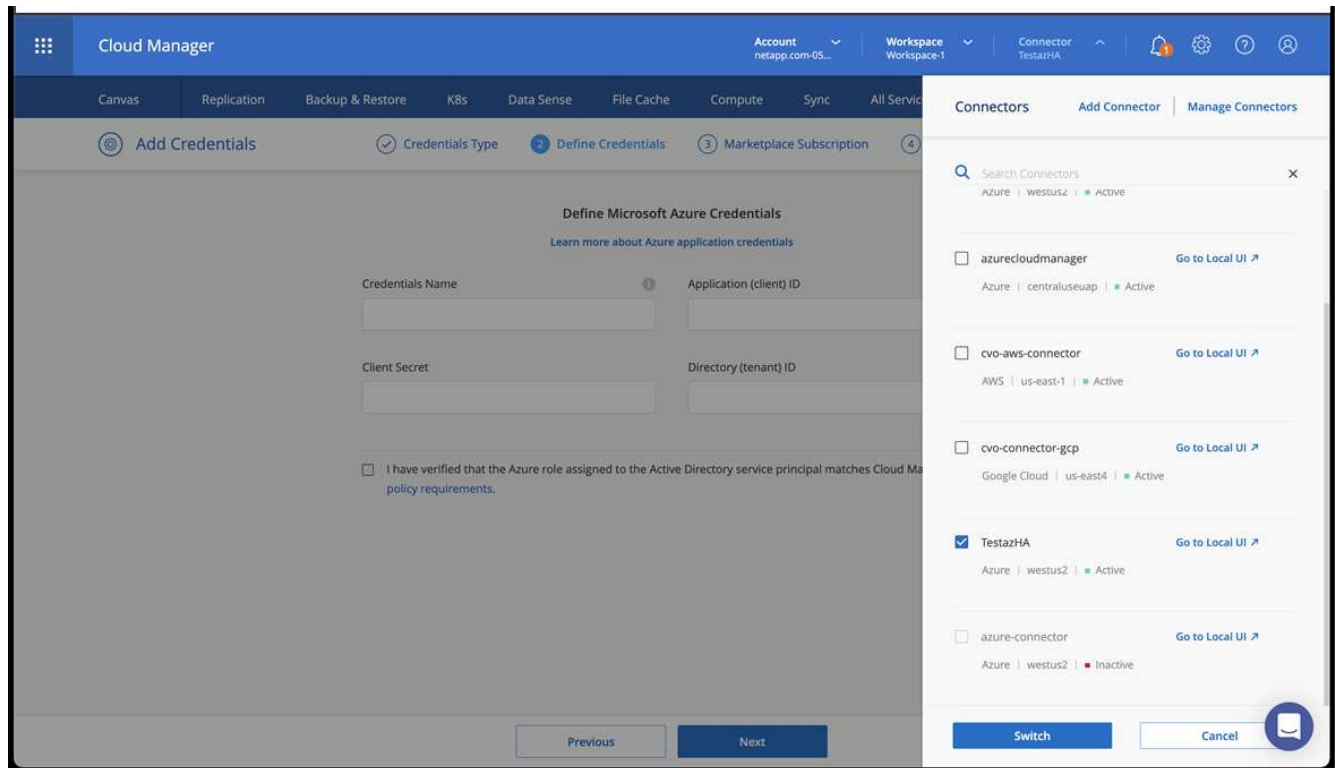 Cloud Manager
Account
netapp.com-05...
Workspace
Workspace-1
Connector
TestazHA
1
Canvas
Replication
Backup & Restore
K8s
Data Sense
File Cache
Compute
Sync
All Servic
Add Credentials
Credentials Type
2 Define Credentials
3 Marketplace Subscription
4
Define Microsoft Azure Credentials
Learn more about Azure application credentials
Credentials Name
Application (client) ID
Client Secret
Directory (tenant) ID
I have verified that the Azure role assigned to the Active Directory service principal matches Cloud Ma
policy requirements.
Previous
Next
Connectors
Add Connector
Manage Connectors
Search Connectors
Azure | westus2 | Active
azurecloudmanager
Go to Local UI
Azure | centraluseuap | Active
cvo-aws-connector
Go to Local UI
AWS | us-east-1 | Active
cvo-connector-gcp
Go to Local UI
Google Cloud | us-east4 | Active
TestazHA
Go to Local UI
Azure | westus2 | Active
azure-connector
Go to Local UI
Azure | westus2 | Inactive
Switch
Cancel